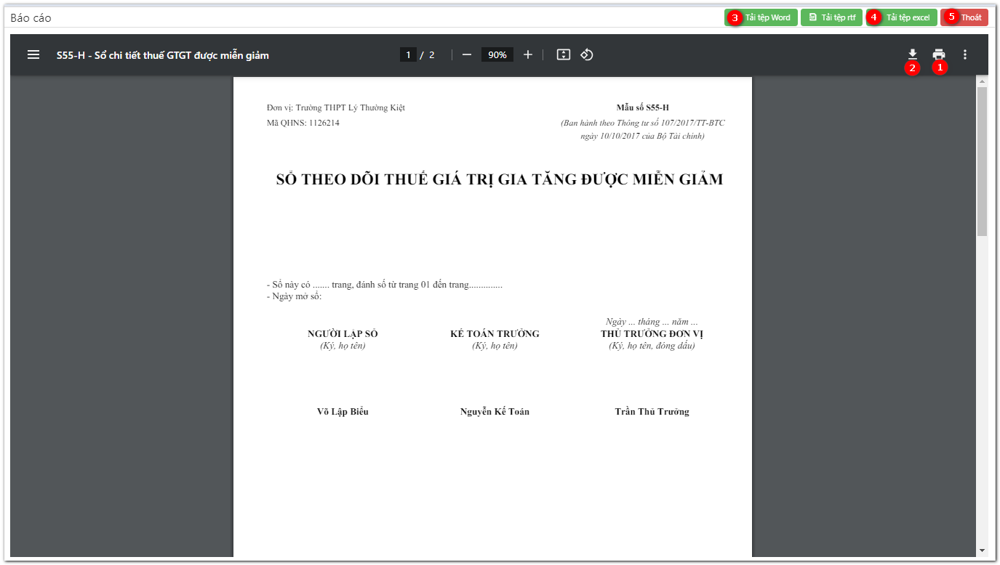 Báo cáo
3 Tải tệp Word Tải tệp rtf 4 Tải tệp excel 5 Thoát
S55-H - Sổ chi tiết thuế GTGT được miễn giảm 1 / 2 90%
2 1
Đơn vị: Trường THPT Lý Thường Kiệt Mẫu số S55-H
Mã QHNS: 1126214 (Ban hành theo Thông tư số 107/2017/TT-BTC
ngày 10/10/2017 của Bộ Tài chính)
SỔ THEO DÕI THUẾ GIÁ TRỊ GIA TĂNG ĐƯỢC MIỄN GIẢM
- Sổ này có ....... trang, đánh số từ trang 01 đến trang..............
- Ngày mở sổ:
Ngày ... tháng ... năm ...
NGƯỜI LẬP SỔ KẾ TOÁN TRƯỞNG THỦ TRƯỞNG ĐƠN VỊ
(Ký, họ tên) (Ký, họ tên) (Ký, họ tên, đóng dấu)
Võ Lập Biểu Nguyễn Kế Toán Trần Thủ Trưởng